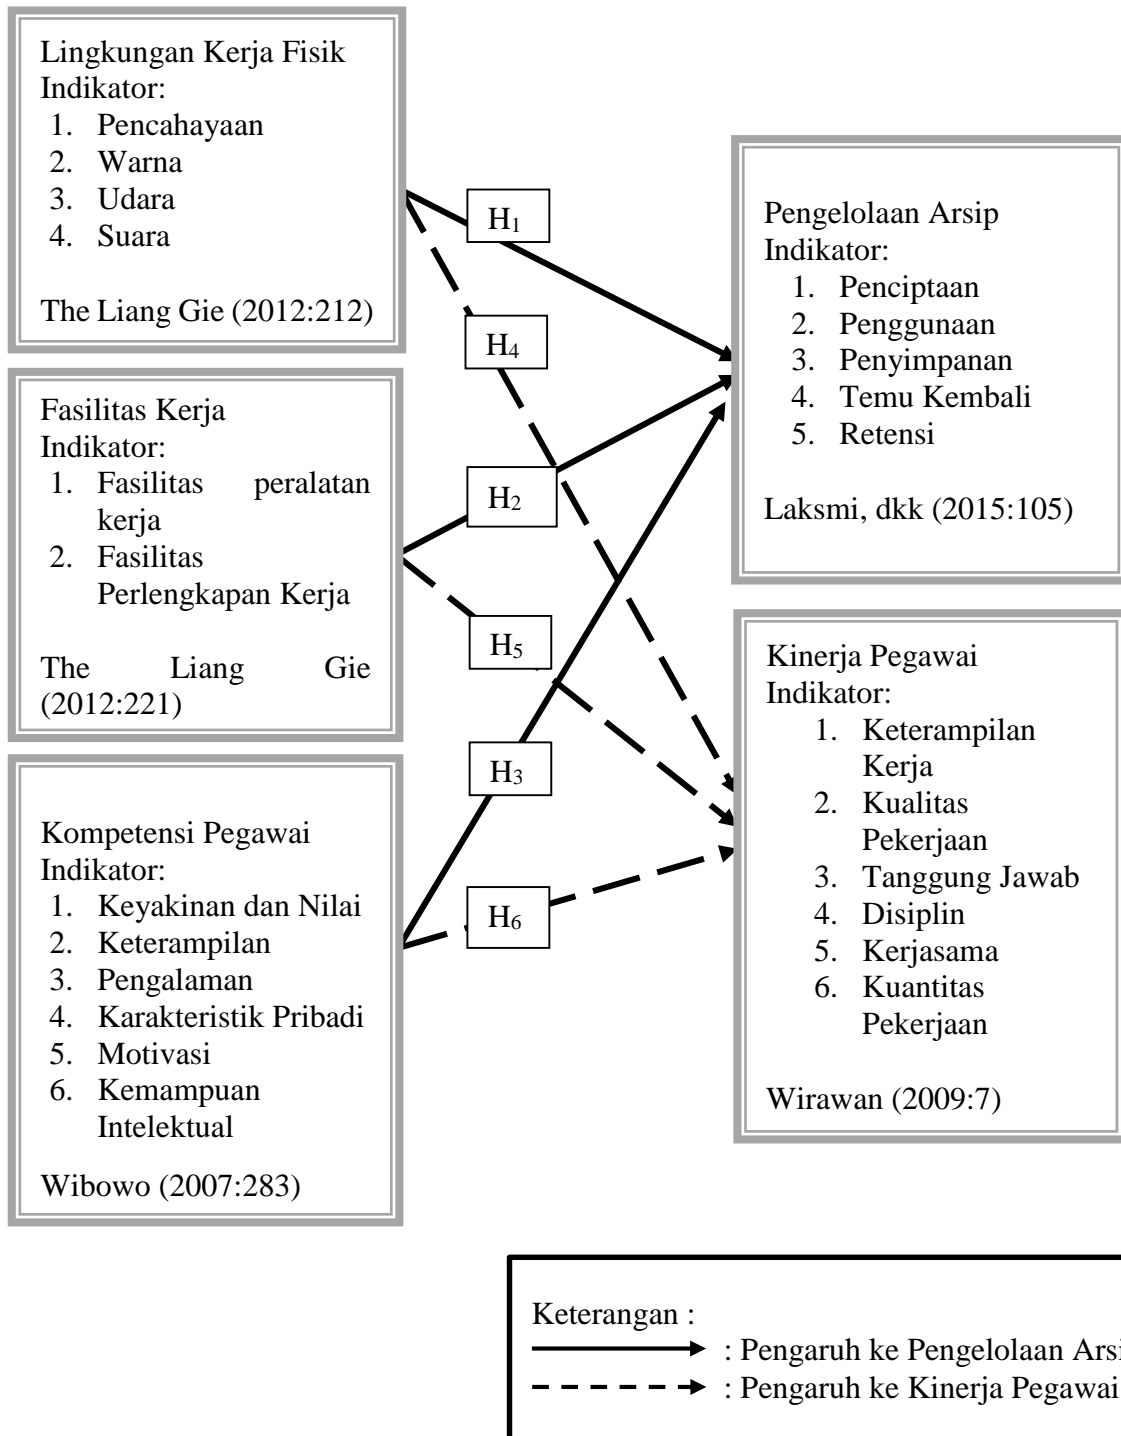 Lingkungan Kerja Fisik
Indikator:
1. Pencahayaan
2. Warna
3. Udara
4. Suara
The Liang Gie (2012:212)
Fasilitas Kerja
Indikator:
1. Fasilitas peralatan
kerja
2. Fasilitas
Perlengkapan Kerja
The Liang Gie
(2012:221)
Kompetensi Pegawai
Indikator:
1. Keyakinan dan Nilai
2. Keterampilan
3. Pengalaman
4. Karakteristik Pribadi
5. Motivasi
6. Kemampuan
Intelektual
Wibowo (2007:283)
H1
H4
H2
H5
H3
H6
Pengelolaan Arsip
Indikator:
1. Penciptaan
2. Penggunaan
3. Penyimpanan
4. Temu Kembali
5. Retensi
Laksmi, dkk (2015:105)
Kinerja Pegawai
Indikator:
1. Keterampilan
Kerja
2. Kualitas
Pekerjaan
3. Tanggung Jawab
4. Disiplin
5. Kerjasama
6. Kuantitas
Pekerjaan
Wirawan (2009:7)
Keterangan :
: Pengaruh ke Pengelolaan Arsi
: Pengaruh ke Kinerja Pegawai